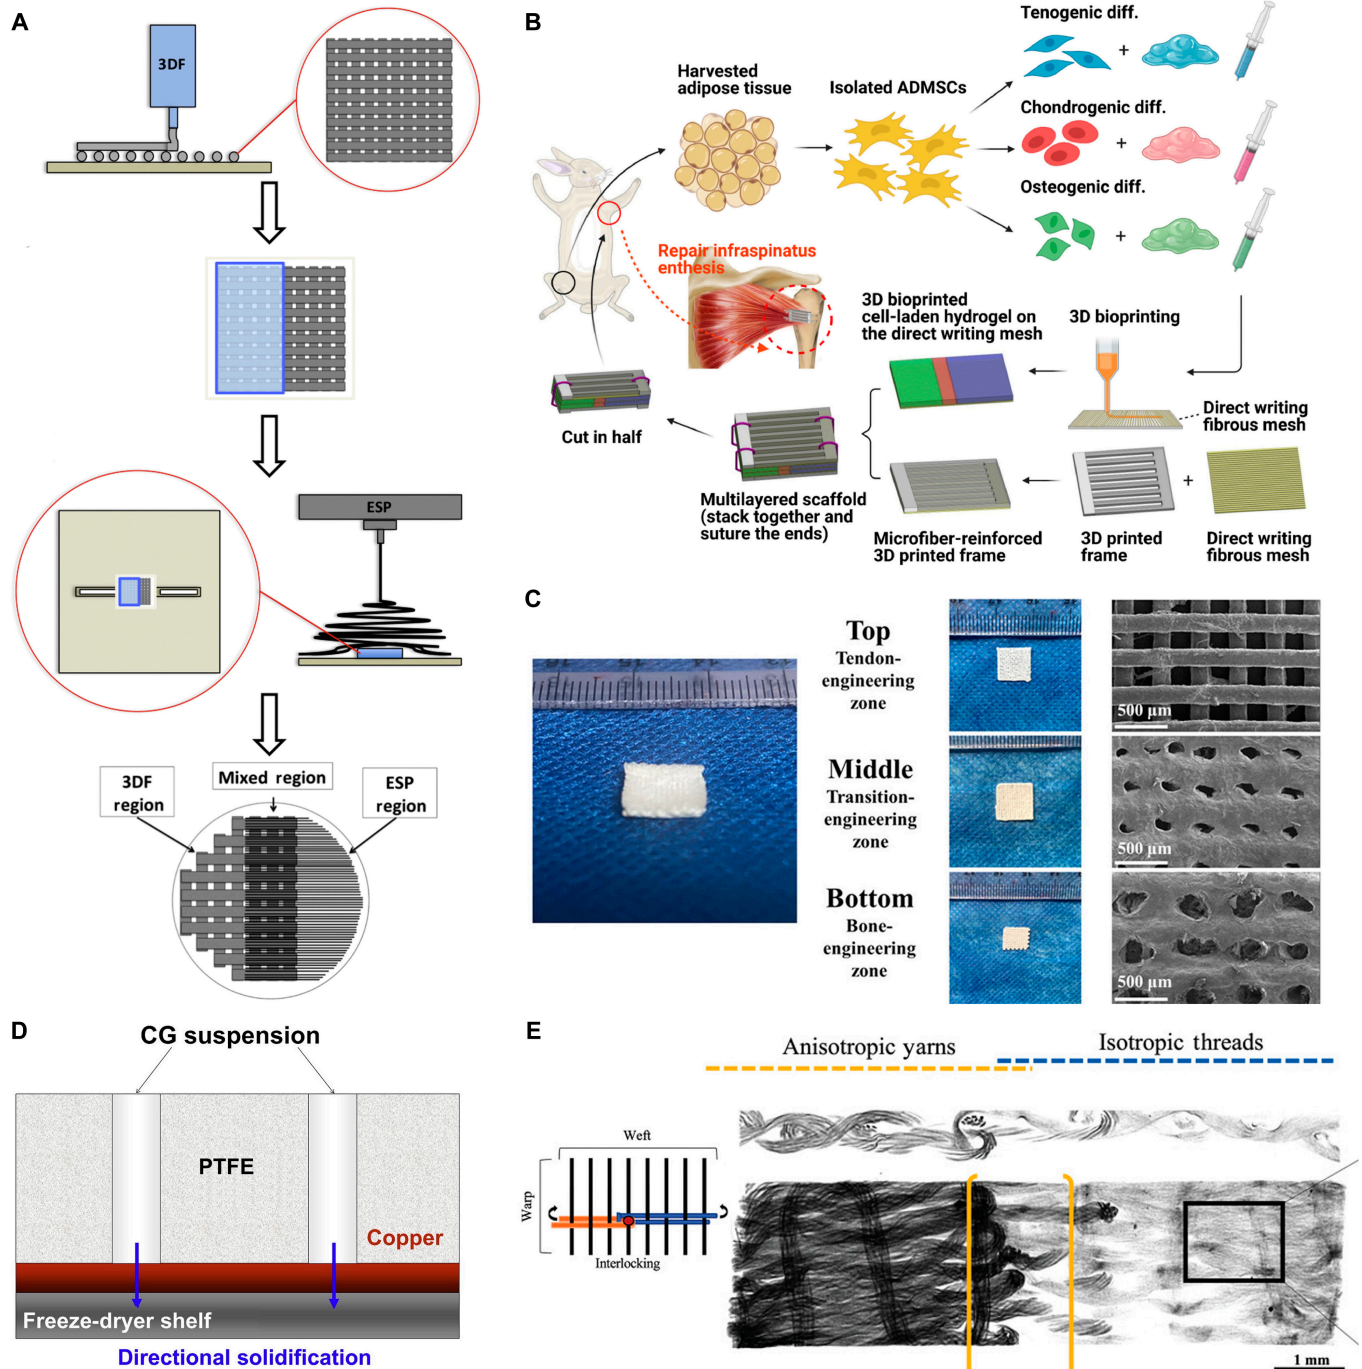 A
3DF
ESP
3DF
region
Mixed region
ESP
region
B
Harvested
adipose tissue
Isolated ADMSCs
Tenogenic diff.
+
Chondrogenic diff.
+
Osteogenic diff.
+
Repair infraspinatus
enthesis
3D bioprinted
cell-laden hydrogel on
the direct writing mesh
3D bioprinting
Direct writing
fibrous mesh
Cut in half
Multilayered scaffold
(stack together and
suture the ends)
Microfiber-reinforced
3D printed frame
3D printed
frame
+
Direct writing
fibrous mesh
C
Top
Tendon-
engineering
zone
500 µm
Middle
Transition-
engineering
zone
500 µm
Bottom
Bone-
engineering
zone
500 µm
D
CG suspension
PTFE
Copper
Freeze-dryer shelf
Directional solidification
E
Anisotropic yarns
Isotropic threads
Weft
Warp
Interlocking
1 mm